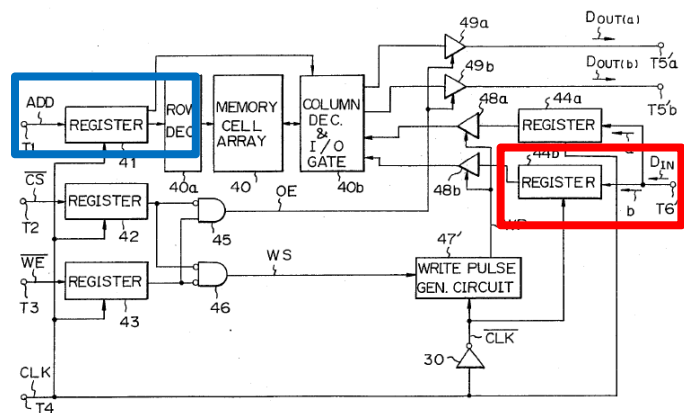 49a
DOUT(a)
T5'a
49b
DOUT(b)
T5'b
ADD
REGISTER
T1
41
ROW
DEC.
40a
MEMORY
CELL
ARRAY
40
COLUMN
DEC.
&
I/O
GATE
40b
48a
44a
REGISTER
a
48b
44b
REGISTER
DIN
b
T6'
CS
T2
REGISTER
42
45
OE
WE
T3
REGISTER
43
46
WS
47'
WRITE PULSE
GEN. CIRCUIT
WP
CLK
30
CLK
T4